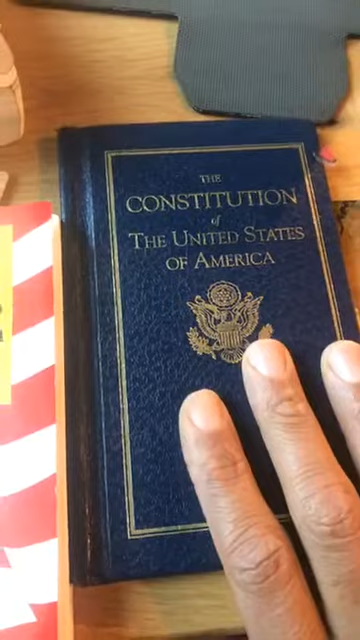 THE
CONSTITUTION
of
THE UNITED STATES
OF AMERICA